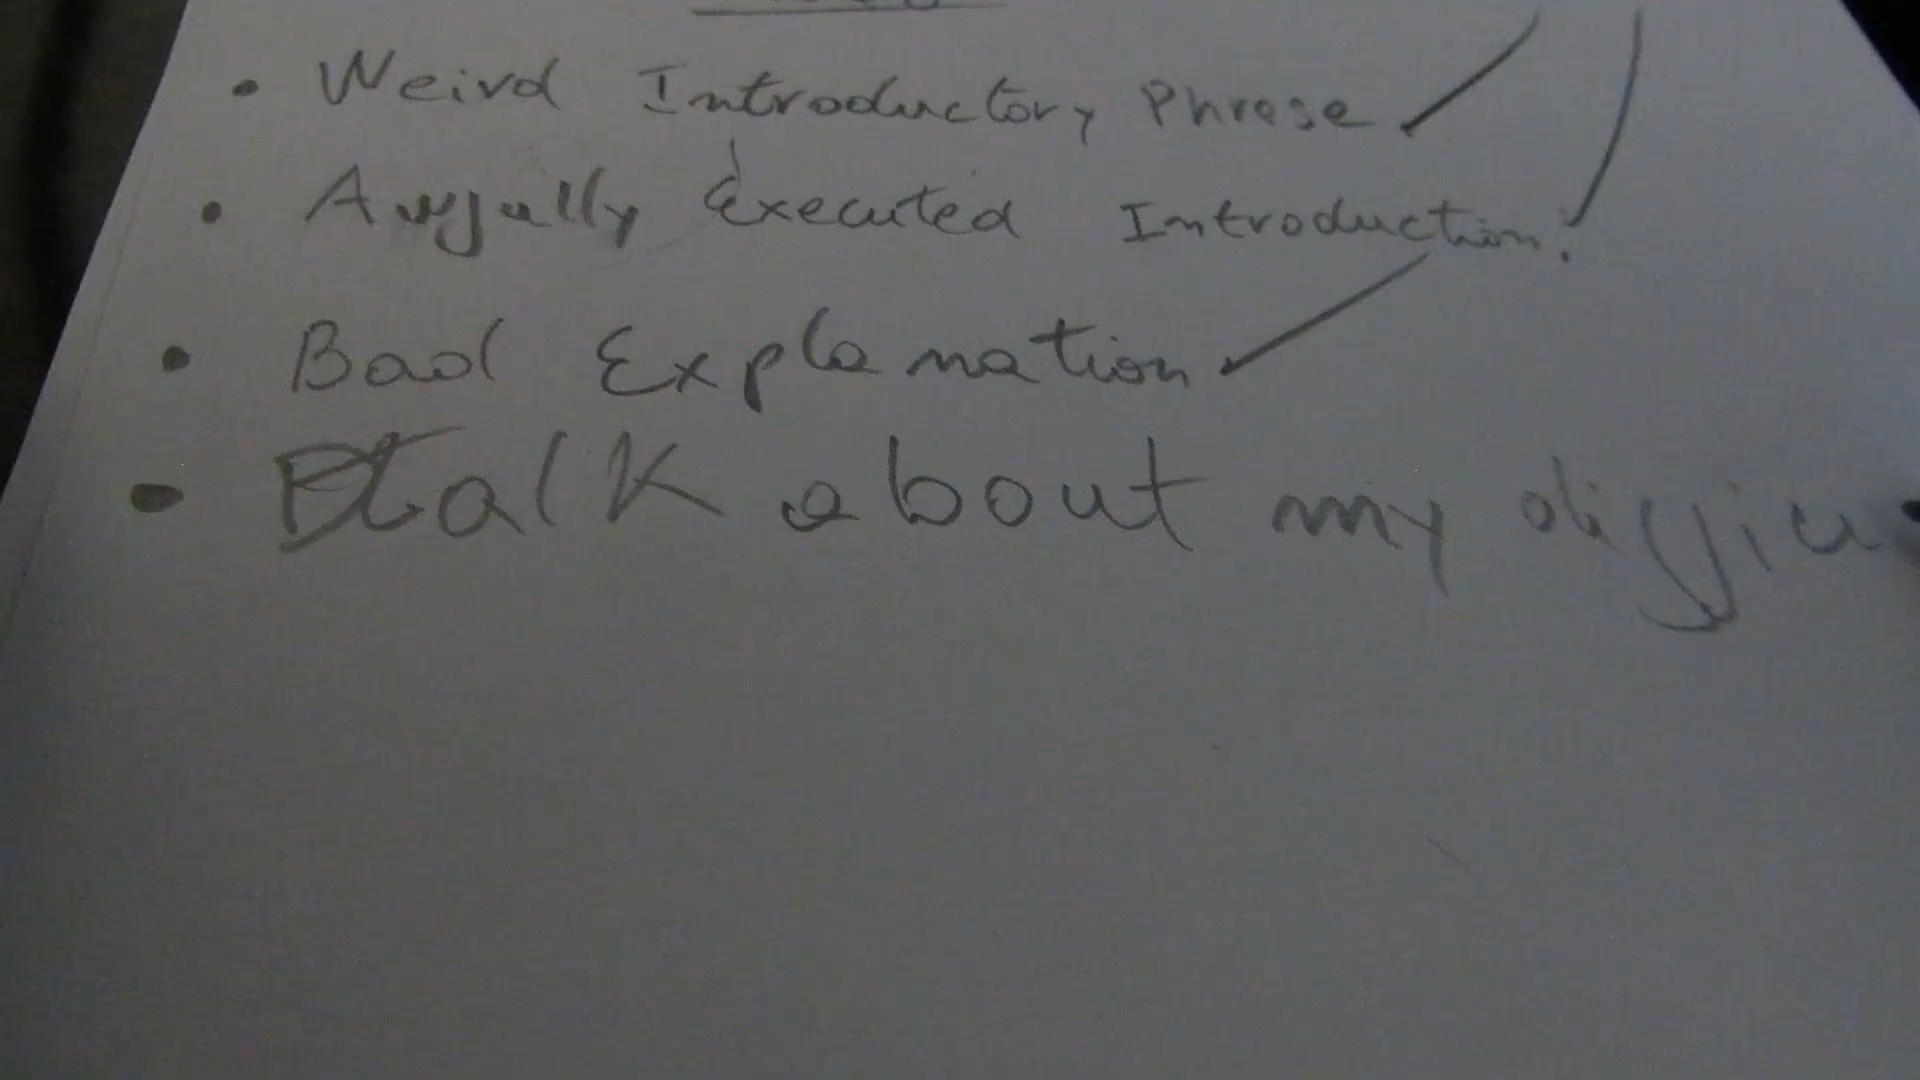 • Weird Introductory Phrase
• Awfully Executed Introduction
• Bad Explanation
• talk about my